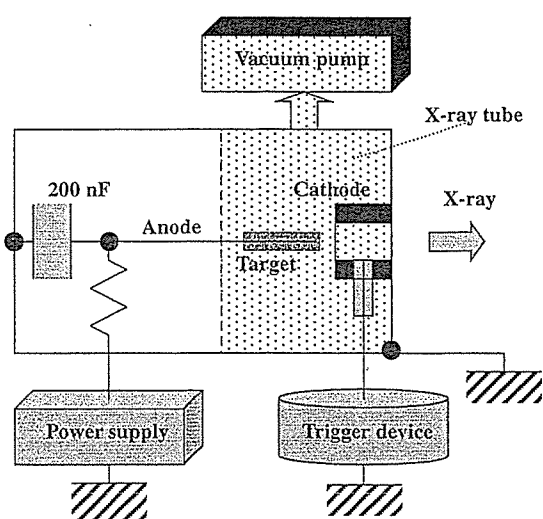 Vacuum pump
X-ray tube
200 nF
Cathode
X-ray
Anode
Target
Power supply
Trigger device